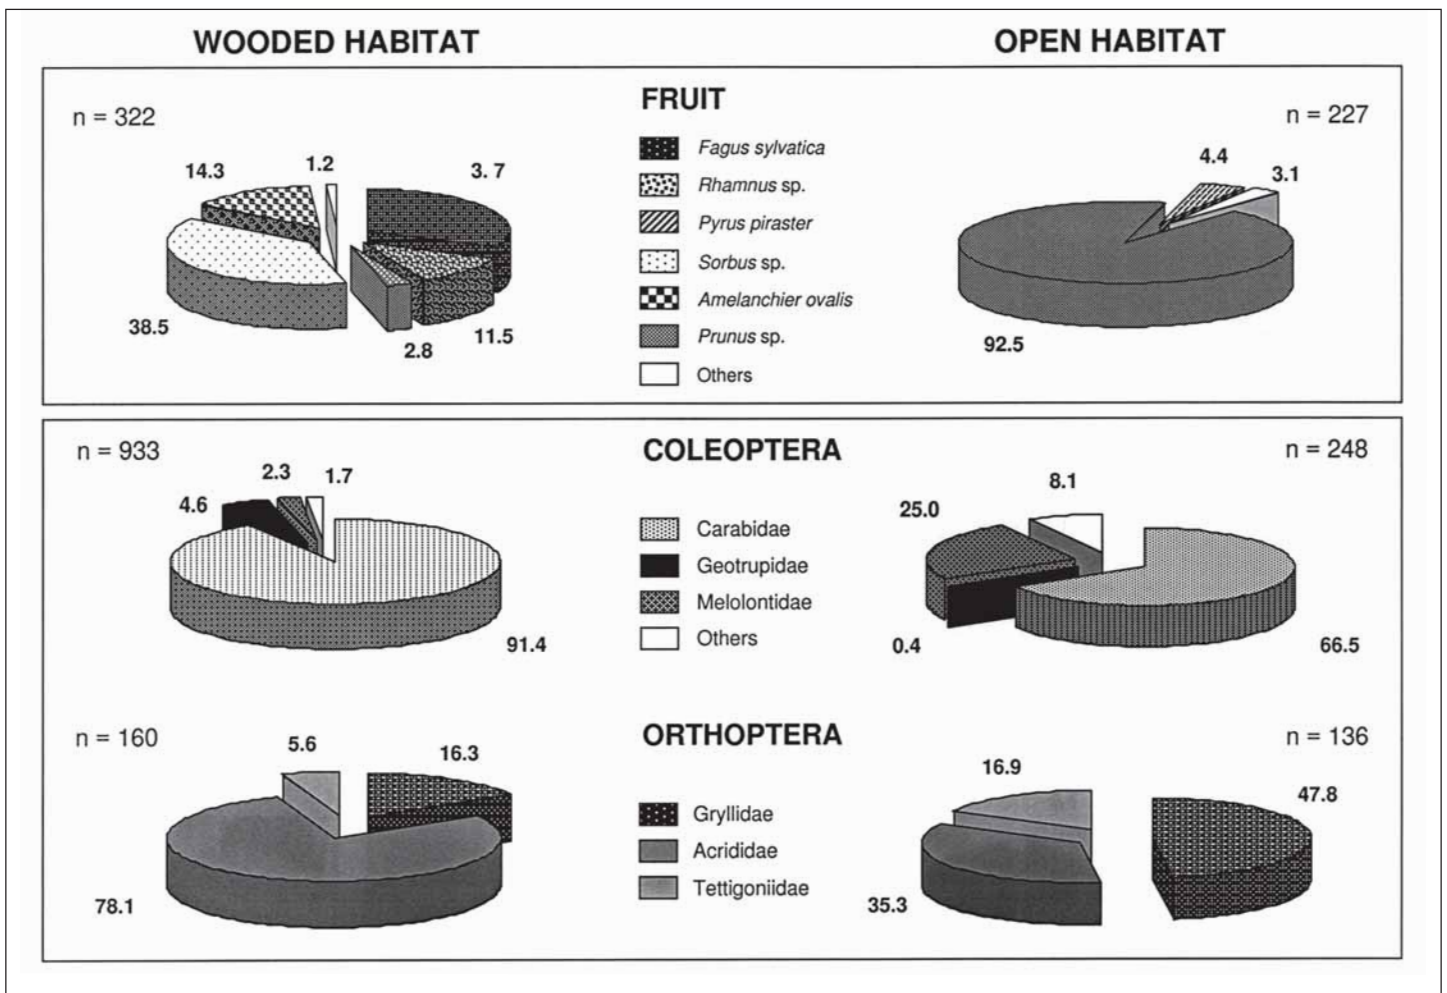 WOODED HABITAT
OPEN HABITAT
n = 322
FRUIT
n = 227
14.3
1.2
3. 7
38.5
2.8
11.5
Fagus sylvatica
Rhamnus sp.
Pyrus piraster
Sorbus sp.
Amelanchier ovalis
Prunus sp.
Others
4.4
3.1
92.5
n = 933
COLEOPTERA
n = 248
4.6
2.3
1.7
91.4
Carabidae
Geotrupidae
Melolontidae
Others
25.0
8.1
0.4
66.5
n = 160
ORTHOPTERA
n = 136
5.6
16.3
78.1
Gryllidae
Acrididae
Tettigoniidae
16.9
47.8
35.3